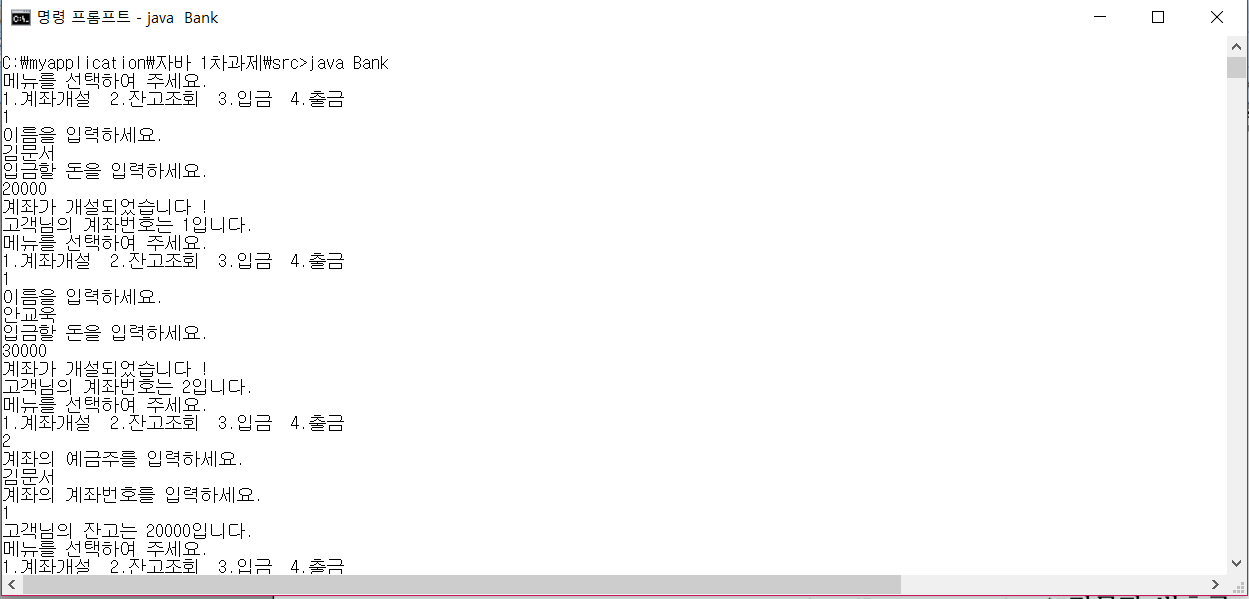 명령 프롬프트 - java  Bank
C:\myapplication\자바 1차과제\src>java Bank
메뉴를 선택하여 주세요.
1.계좌개설  2.잔고조회  3.입금  4.출금
1
이름을 입력하세요.
김문서
입금할 돈을 입력하세요.
20000
계좌가 개설되었습니다 !
고객님의 계좌번호는 1입니다.
메뉴를 선택하여 주세요.
1.계좌개설  2.잔고조회  3.입금  4.출금
1
이름을 입력하세요.
안교욱
입금할 돈을 입력하세요.
30000
계좌가 개설되었습니다 !
고객님의 계좌번호는 2입니다.
메뉴를 선택하여 주세요.
1.계좌개설  2.잔고조회  3.입금  4.출금
2
계좌의 예금주를 입력하세요.
김문서
계좌의 계좌번호를 입력하세요.
1
고객님의 잔고는 20000입니다.
메뉴를 선택하여 주세요.
1.계좌개설  2.잔고조회  3.입금  4.출금